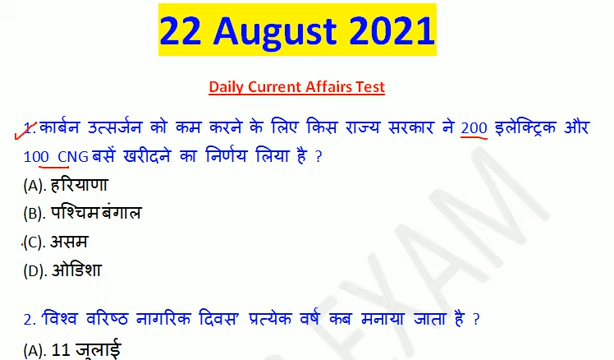 22 August 2021
Daily Current Affairs Test
1. कार्बन उत्सर्जन को कम करने के लिए किस राज्य सरकार ने 200 इलेक्ट्रिक और
100 CNG बसें खरीदने का निर्णय लिया है ?
(A). हरियाणा
(B). पश्चिम बंगाल
(C). असम
(D). ओडिशा
2. 'विश्व वरिष्ठ नागरिक दिवस' प्रत्येक वर्ष कब मनाया जाता है ?
(A). 11 जुलाई
EXAM